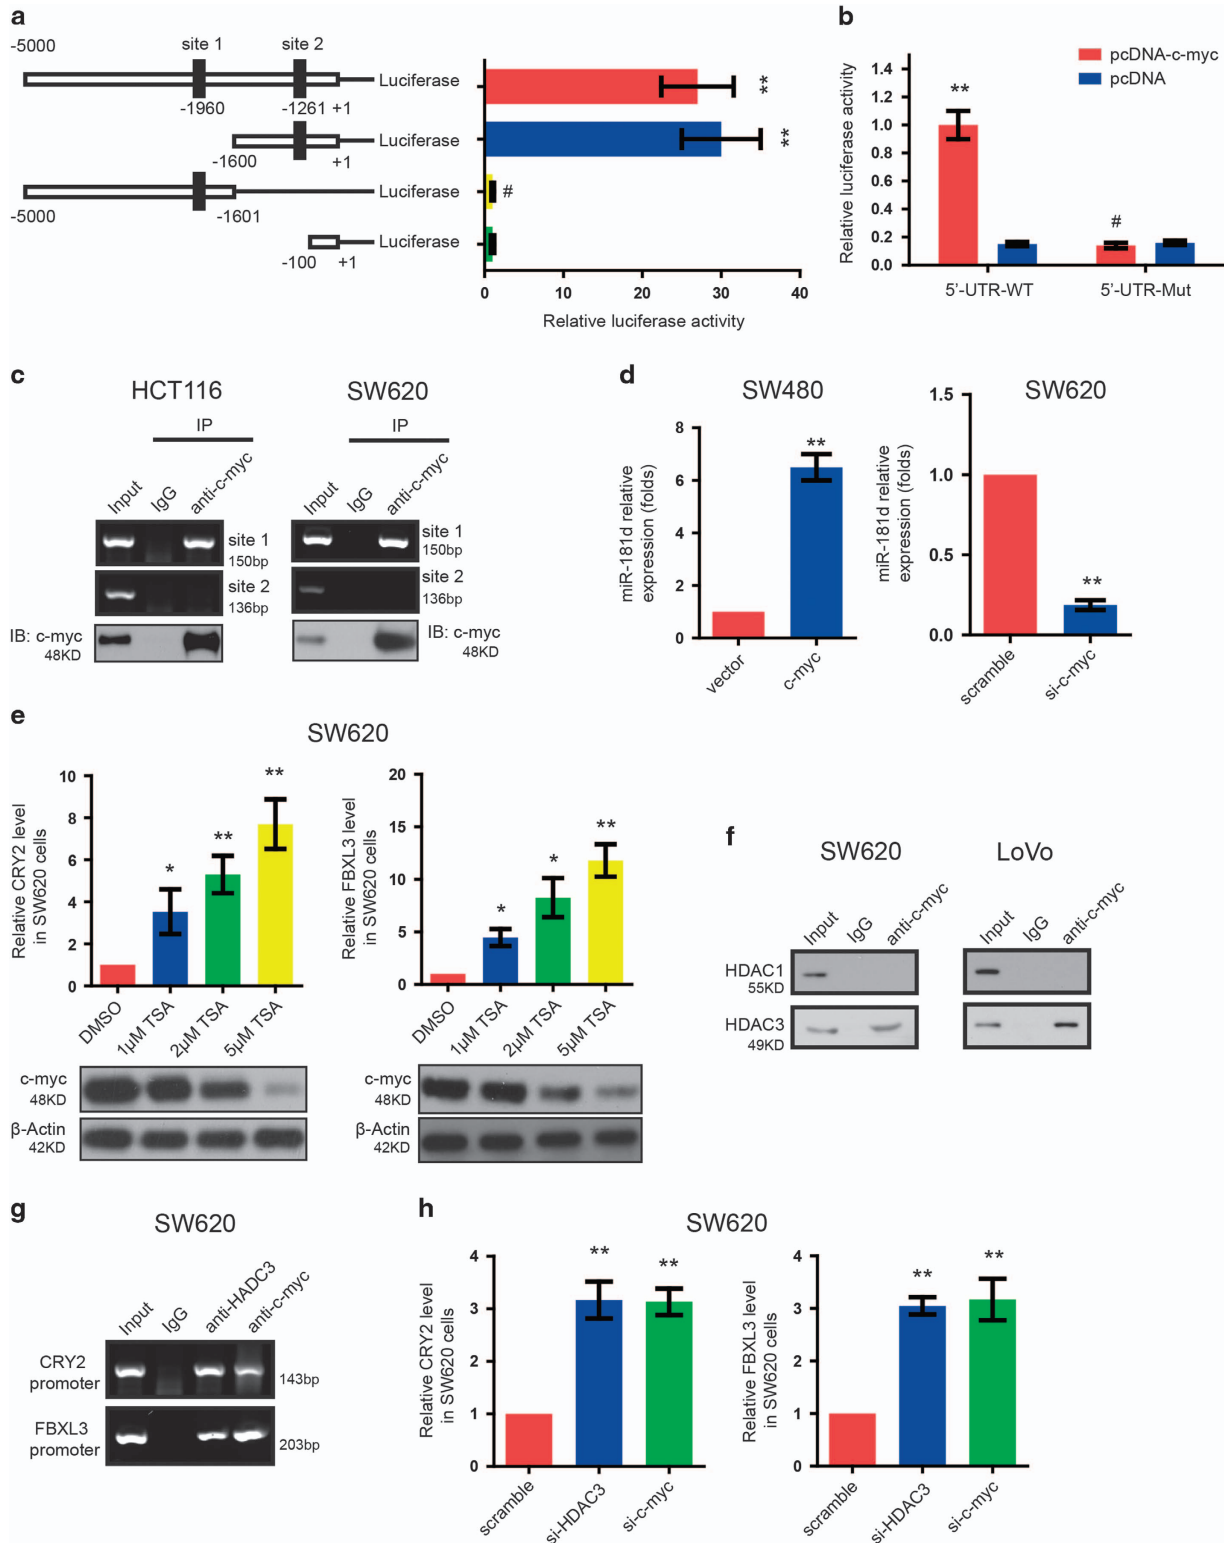 a
-5000
site 1
site 2
Luciferase
-1960
-1261
+1
Luciferase
-1600
+1
Luciferase
-5000
-1601
Luciferase
-100
+1
**
**
#
0
10
20
30
40
Relative luciferase activity
b
Relative luciferase activity
1.4
1.2
1.0
0.8
0.6
0.4
0.2
0.0
**
#
pcDNA-c-myc
pcDNA
5'-UTR-WT
5'-UTR-Mut
c
HCT116
IP
Input
IgG
anti-c-myc
site 1
150bp
site 2
136bp
IB: c-myc
48KD
SW620
IP
Input
IgG
anti-c-myc
site 1
150bp
site 2
136bp
IB: c-myc
48KD
d
SW480
miR-181d relative
expression (folds)
8
6
4
2
0
**
vector
c-myc
SW620
miR-181d relative
expression (folds)
1.5
1.0
0.5
0.0
**
scramble
si-c-myc
e
SW620
Relative CRY2 level
in SW620 cells
10
8
6
4
2
0
*
**
**
DMSO
1µM TSA
2µM TSA
5µM TSA
c-myc
48KD
β-Actin
42KD
Relative FBXL3 level
in SW620 cells
20
15
10
5
0
*
*
**
DMSO
1µM TSA
2µM TSA
5µM TSA
c-myc
48KD
β-Actin
42KD
f
SW620
Input
IgG
anti-c-myc
HDAC1
55KD
HDAC3
49KD
LoVo
Input
IgG
anti-c-myc
g
SW620
Input
IgG
anti-HADC3
anti-c-myc
CRY2
promoter
143bp
FBXL3
promoter
203bp
h
SW620
Relative CRY2 level
in SW620 cells
4
3
2
1
0
**
**
scramble
si-HDAC3
si-c-myc
Relative FBXL3 level
in SW620 cells
4
3
2
1
0
**
**
scramble
si-HDAC3
si-c-myc